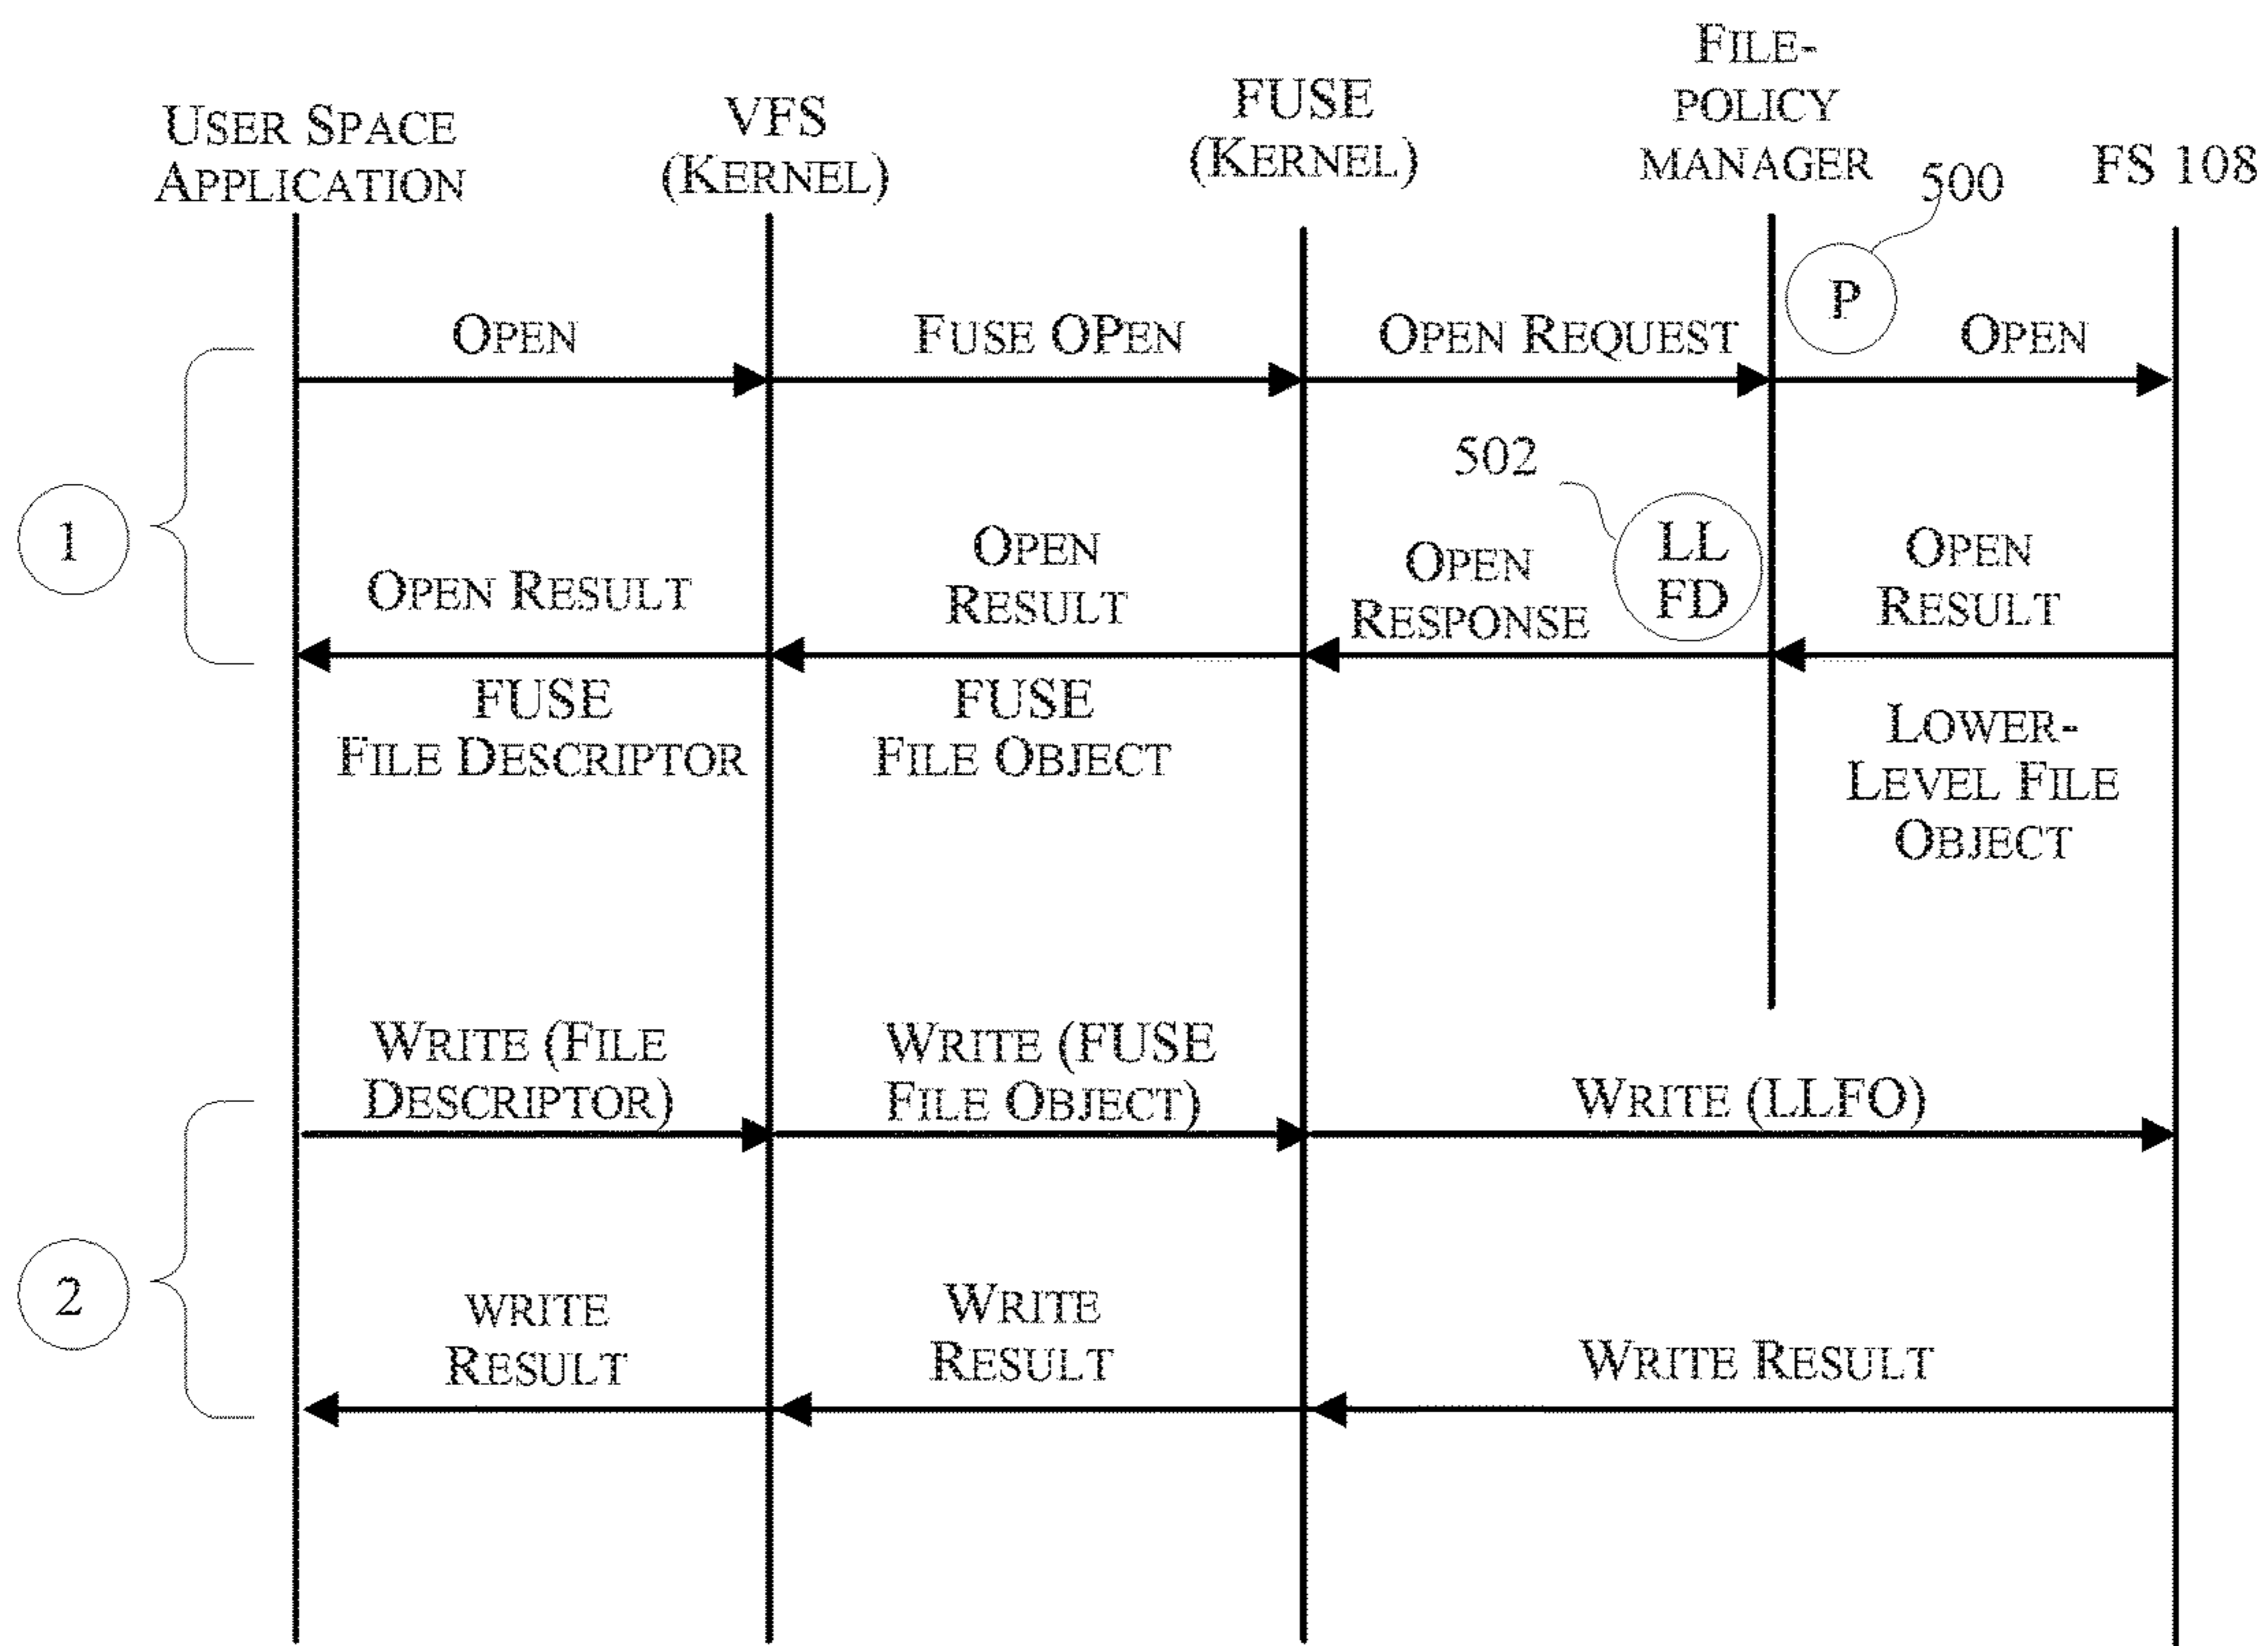 USER SPACE
APPLICATION
VFS
(KERNEL)
FUSE
(KERNEL)
FILE-
POLICY
MANAGER
500
FS 108
P
OPEN
FUSE OPEN
OPEN REQUEST
OPEN
502
1
OPEN RESULT
OPEN
RESULT
OPEN
RESPONSE
LL
FD
OPEN
RESULT
FUSE
FILE DESCRIPTOR
FUSE
FILE OBJECT
LOWER-
LEVEL FILE
OBJECT
WRITE (FILE
DESCRIPTOR)
WRITE (FUSE
FILE OBJECT)
WRITE (LLFO)
2
WRITE
RESULT
WRITE
RESULT
WRITE RESULT